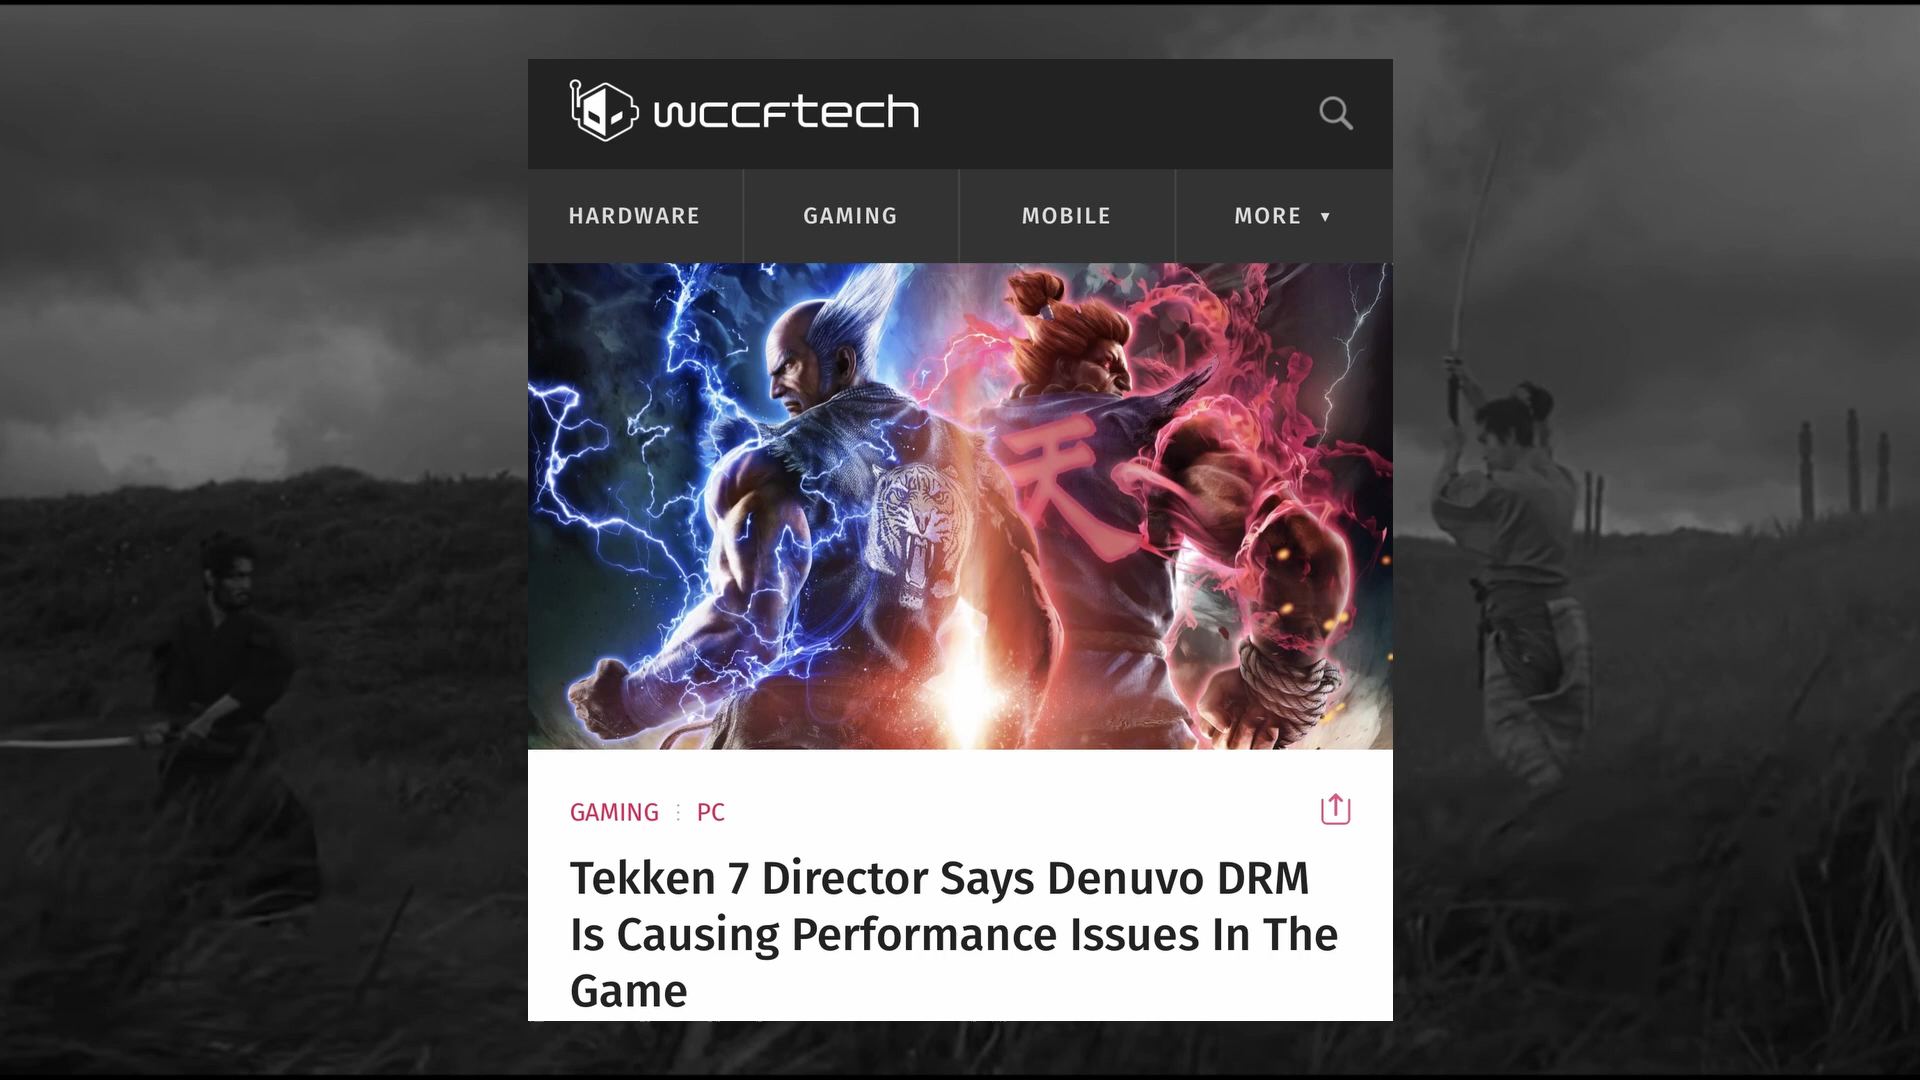 wccftech
HARDWARE GAMING MOBILE MORE ▼
天
GAMING ⋮ PC
Tekken 7 Director Says Denuvo DRM
Is Causing Performance Issues In The
Game